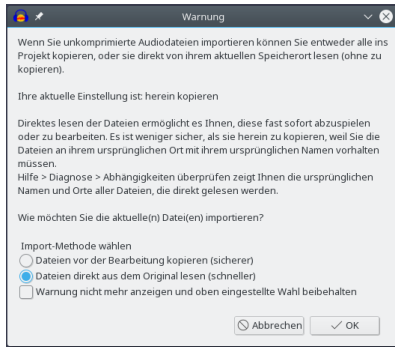 Warnung
Wenn Sie unkomprimierte Audiodateien importieren können Sie entweder alle ins
Projekt kopieren, oder sie direkt von ihrem aktuellen Speicherort lesen (ohne zu
kopieren).
Ihre aktuelle Einstellung ist: herein kopieren
Direktes lesen der Dateien ermöglicht es Ihnen, diese fast sofort abzuspielen
oder zu bearbeiten. Es ist weniger sicher, als sie herein zu kopieren, weil Sie die
Dateien an ihrem ursprünglichen Ort mit ihrem ursprünglichen Namen vorhalten
müssen.
Hilfe > Diagnose > Abhängigkeiten überprüfen zeigt Ihnen die ursprünglichen
Namen und Orte aller Dateien, die direkt gelesen werden.
Wie möchten Sie die aktuelle(n) Datei(en) importieren?
Import-Methode wählen
Dateien vor der Bearbeitung kopieren (sicherer)
Dateien direkt aus dem Original lesen (schneller)
Warnung nicht mehr anzeigen und oben eingestellte Wahl beibehalten
Abbrechen OK